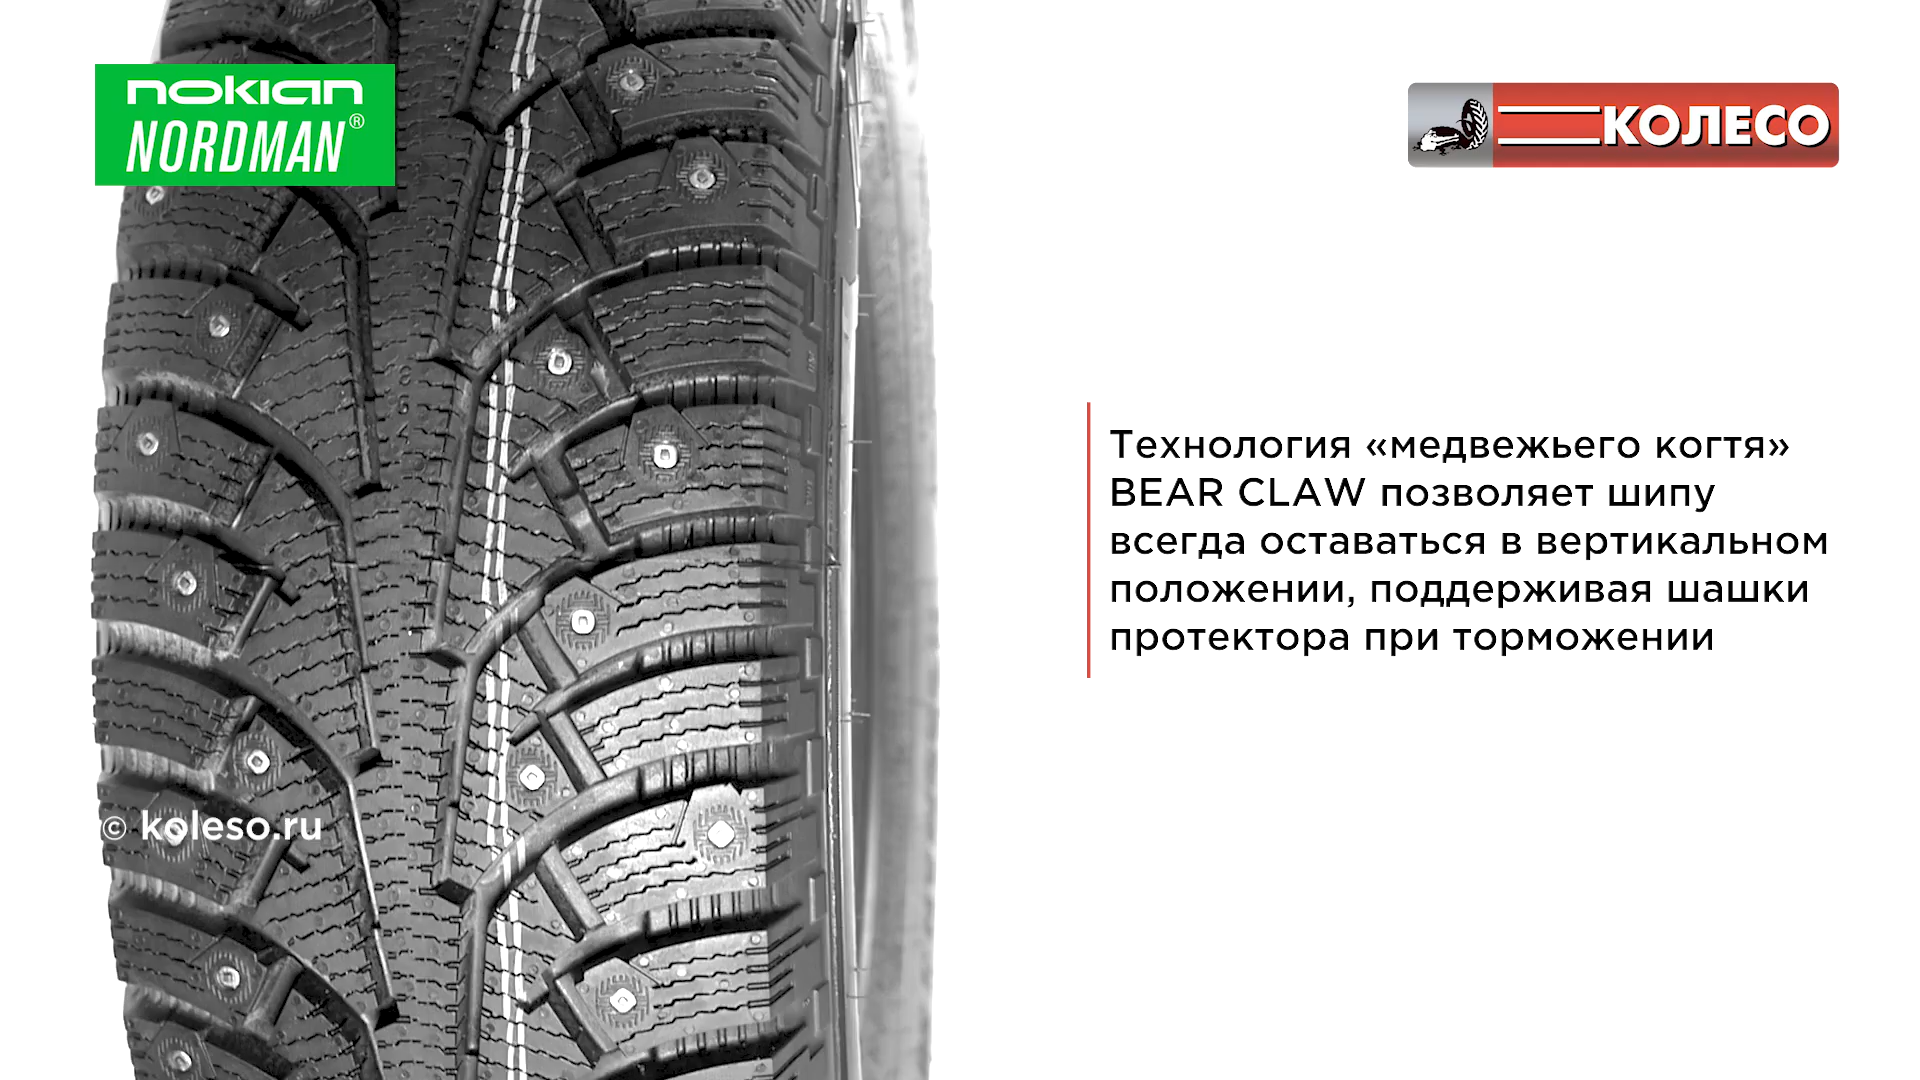 nokian
NORDMAN®
КОЛЕСО
Технология «медвежьего когтя»
BEAR CLAW позволяет шипу
всегда оставаться в вертикальном
положении, поддерживая шашки
протектора при торможении
© koleso.ru